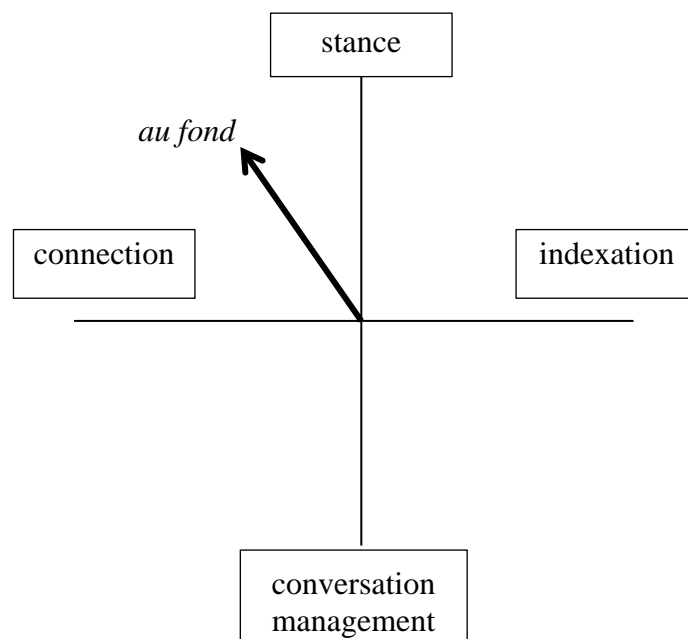 stance
au fond
connection
indexation
conversation
management